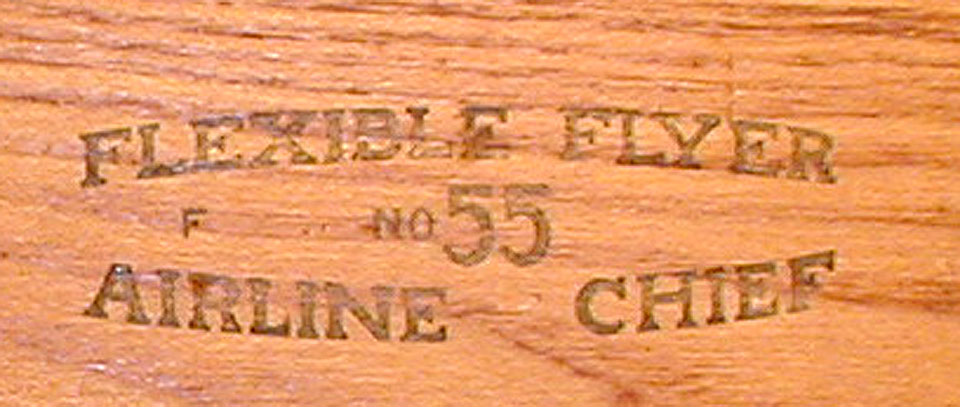 FLEXIBLE FLYER
F NO 55
AIRLINE CHIEF